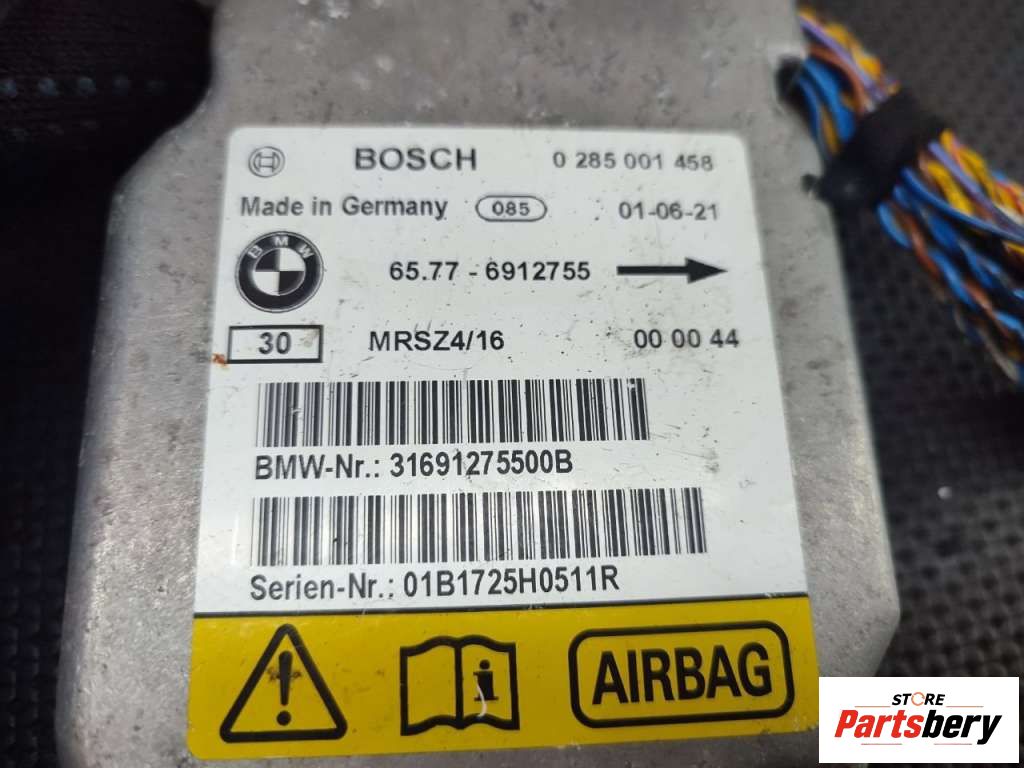 BOSCH 0 285 001 458
Made in Germany 085 01-06-21
BMW
65.77 - 6912755
30 MRSZ4/16 00 00 44
BMW-Nr.: 31691275500B
Serien-Nr.: 01B1725H0511R
AIRBAG
STORE
Partsbery